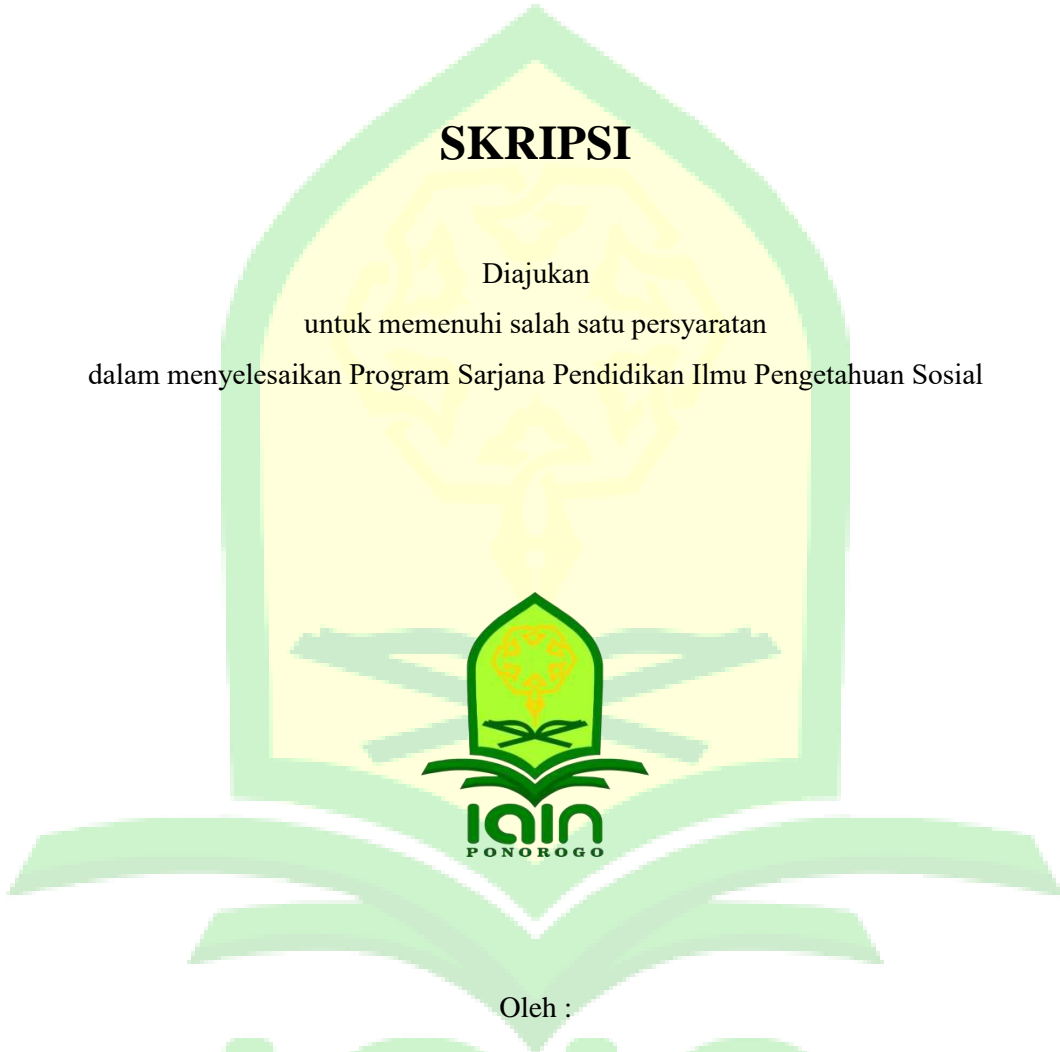 SKRIPSI
Diajukan
untuk memenuhi salah satu persyaratan
dalam menyelesaikan Program Sarjana Pendidikan Ilmu Pengetahuan Sosial
iain
PONOROGO
Oleh :